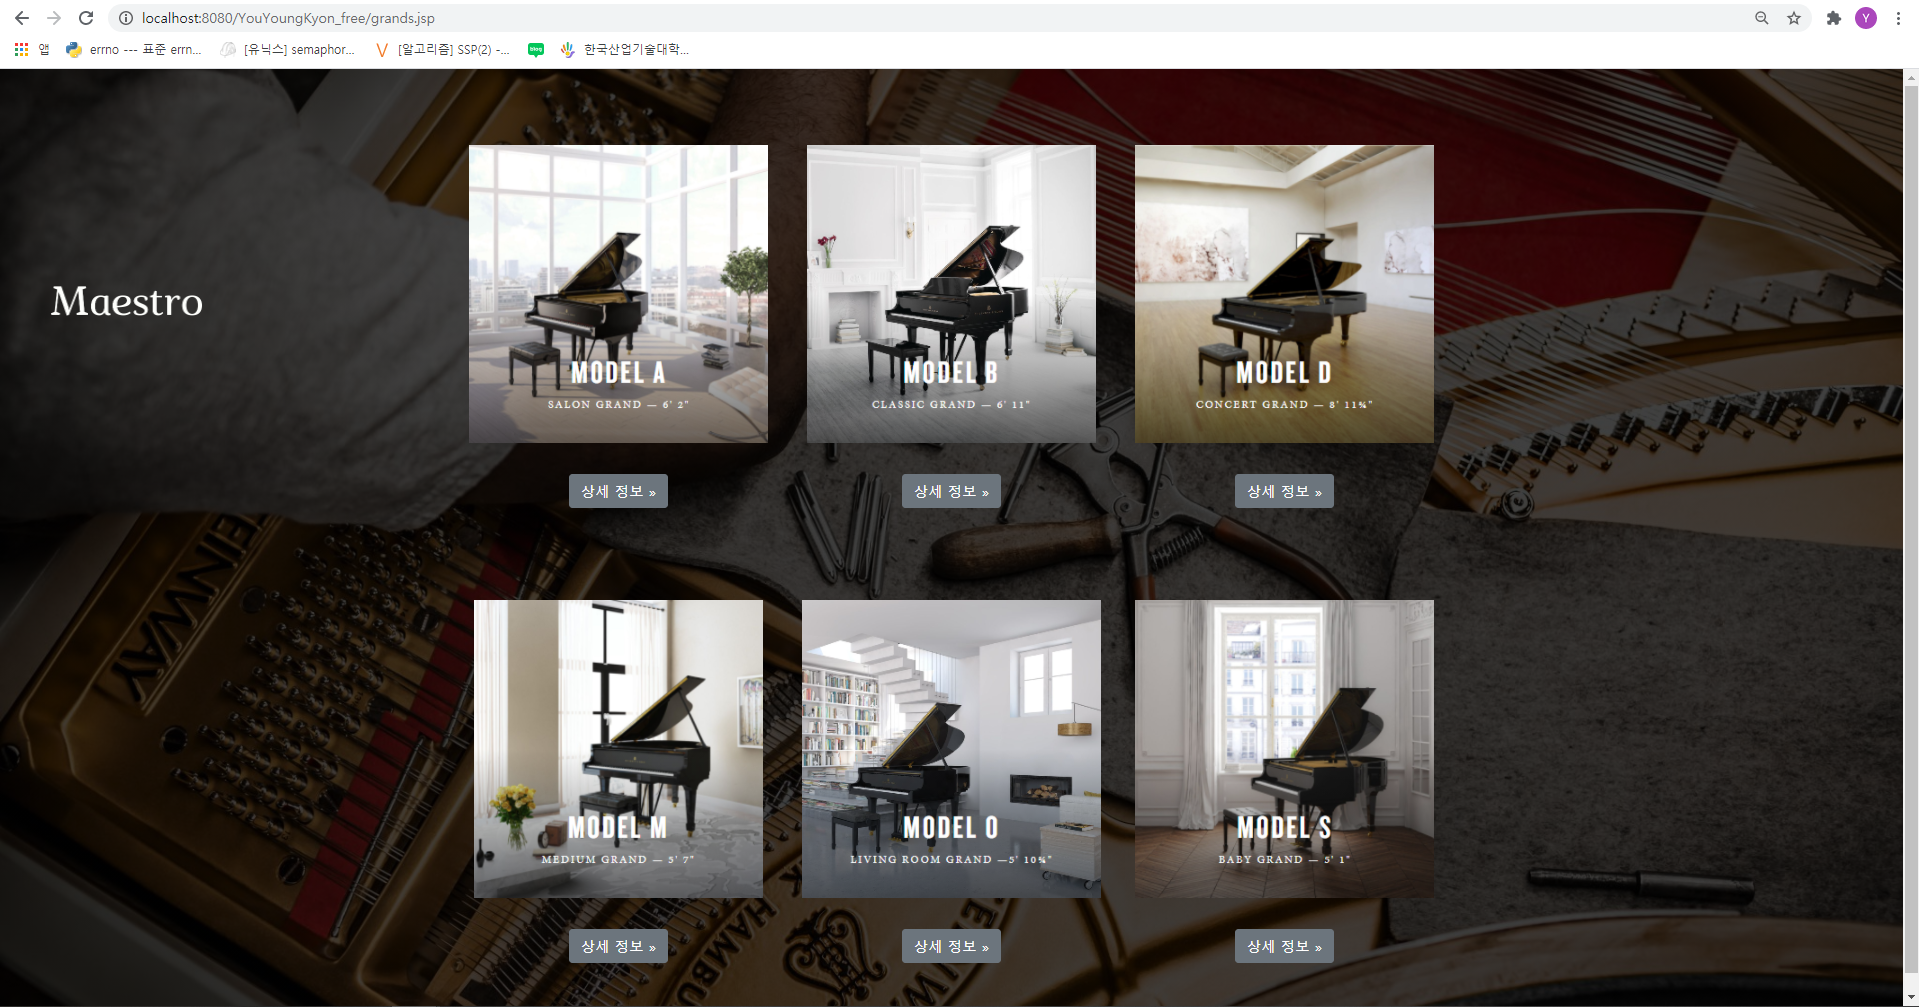 localhost:8080/YouYoungKyon_free/grands.jsp
Y
앱
errno --- 표준 errn...
[유닉스] semaphor...
[알고리즘] SSP(2) -...
blog
한국산업기술대학...
Maestro
MODEL A
SALON GRAND — 6' 2"
MODEL B
CLASSIC GRAND — 6' 11"
MODEL D
CONCERT GRAND — 8' 11¾"
상세 정보 »
상세 정보 »
상세 정보 »
EINWAY
MODEL M
MEDIUM GRAND — 5' 7"
MODEL O
LIVING ROOM GRAND —5' 10¾"
MODEL S
BABY GRAND — 5' 1"
상세 정보 »
상세 정보 »
상세 정보 »
HAMBU